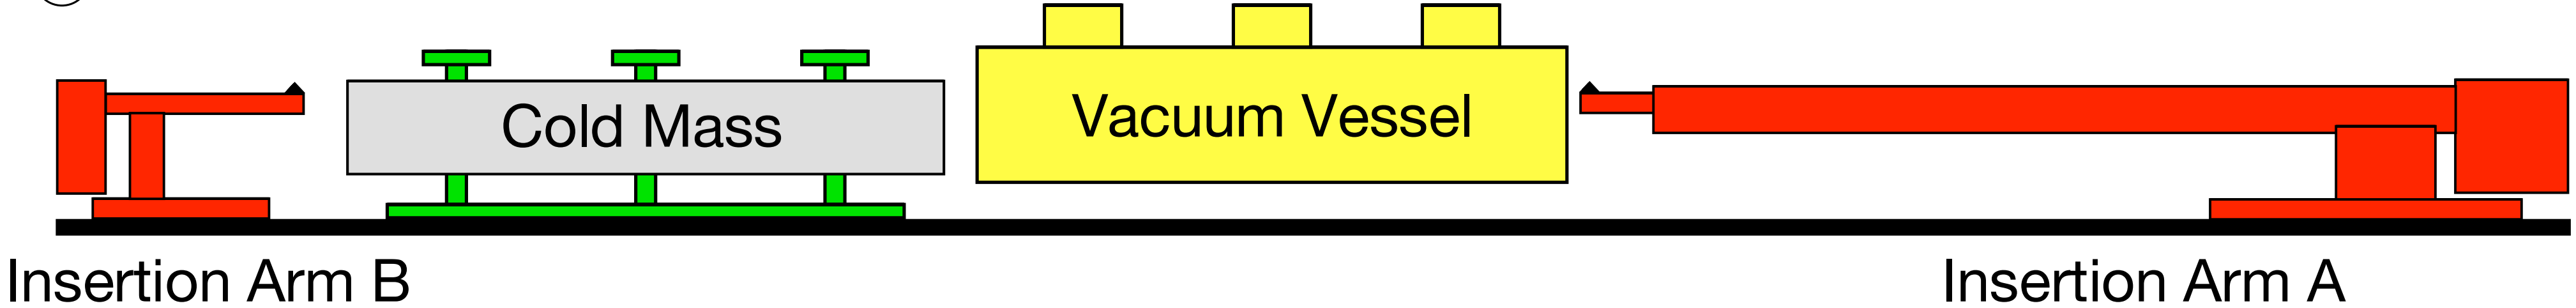 Cold Mass
Vacuum Vessel
Insertion Arm B
Insertion Arm A